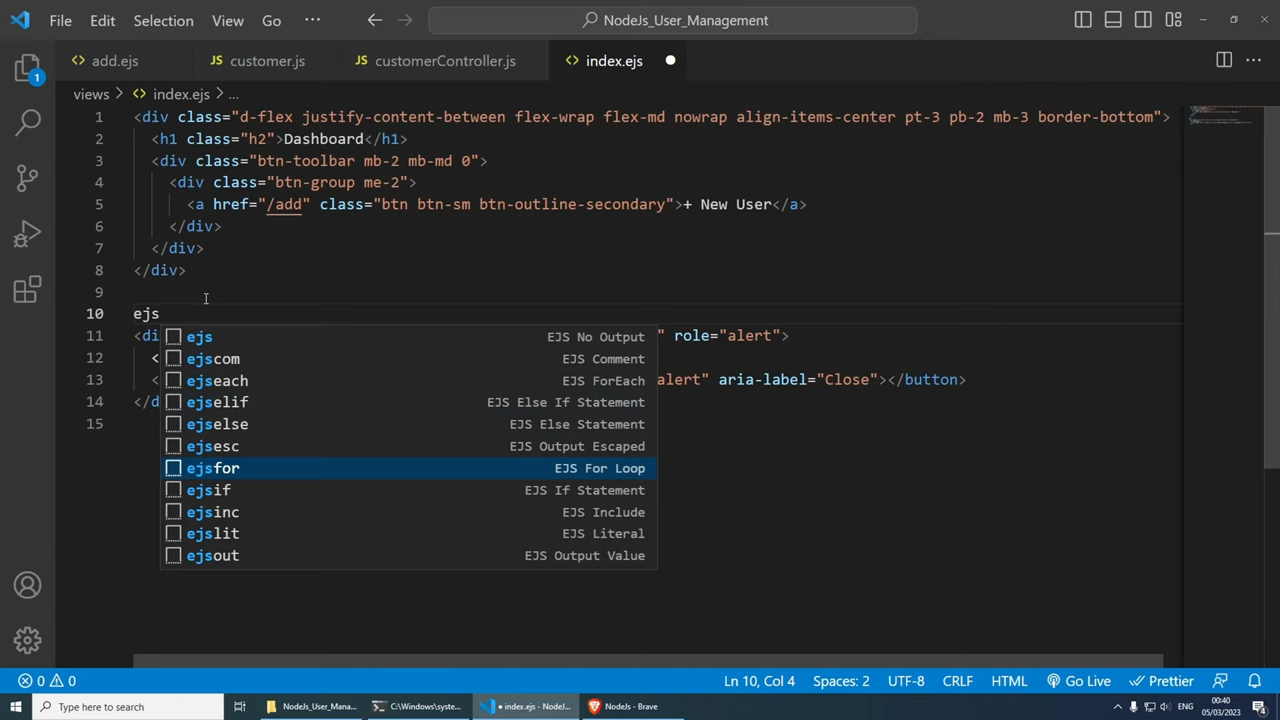 File Edit Selection View Go ··· NodeJs_User_Management
add.ejs JS customer.js JS customerController.js index.ejs
1
views > index.ejs > ...
1 <div class="d-flex justify-content-between flex-wrap flex-md nowrap align-items-center pt-3 pb-2 mb-3 border-bottom">
2 <h1 class="h2">Dashboard</h1>
3 <div class="btn-toolbar mb-2 mb-md 0">
4 <div class="btn-group me-2">
5 <a href="/add" class="btn btn-sm btn-outline-secondary">+ New User</a>
6 </div>
7 </div>
8 </div>
9
10 ejs
11 <di " role="alert">
12 <
13 < alert" aria-label="Close"></button>
14 </d
15
ejs EJS No Output
ejscom EJS Comment
ejseach EJS ForEach
ejselif EJS Else If Statement
ejselse EJS Else Statement
ejsesc EJS Output Escaped
ejsfor EJS For Loop
ejsif EJS If Statement
ejsinc EJS Include
ejslit EJS Literal
ejsout EJS Output Value
0 0 Ln 10, Col 4 Spaces: 2 UTF-8 CRLF HTML Go Live Prettier
Type here to search NodeJs_User_Mana... C:\Windows\syste... • index.ejs - NodeJ... NodeJs - Brave ENG 00:40
05/03/2023 4